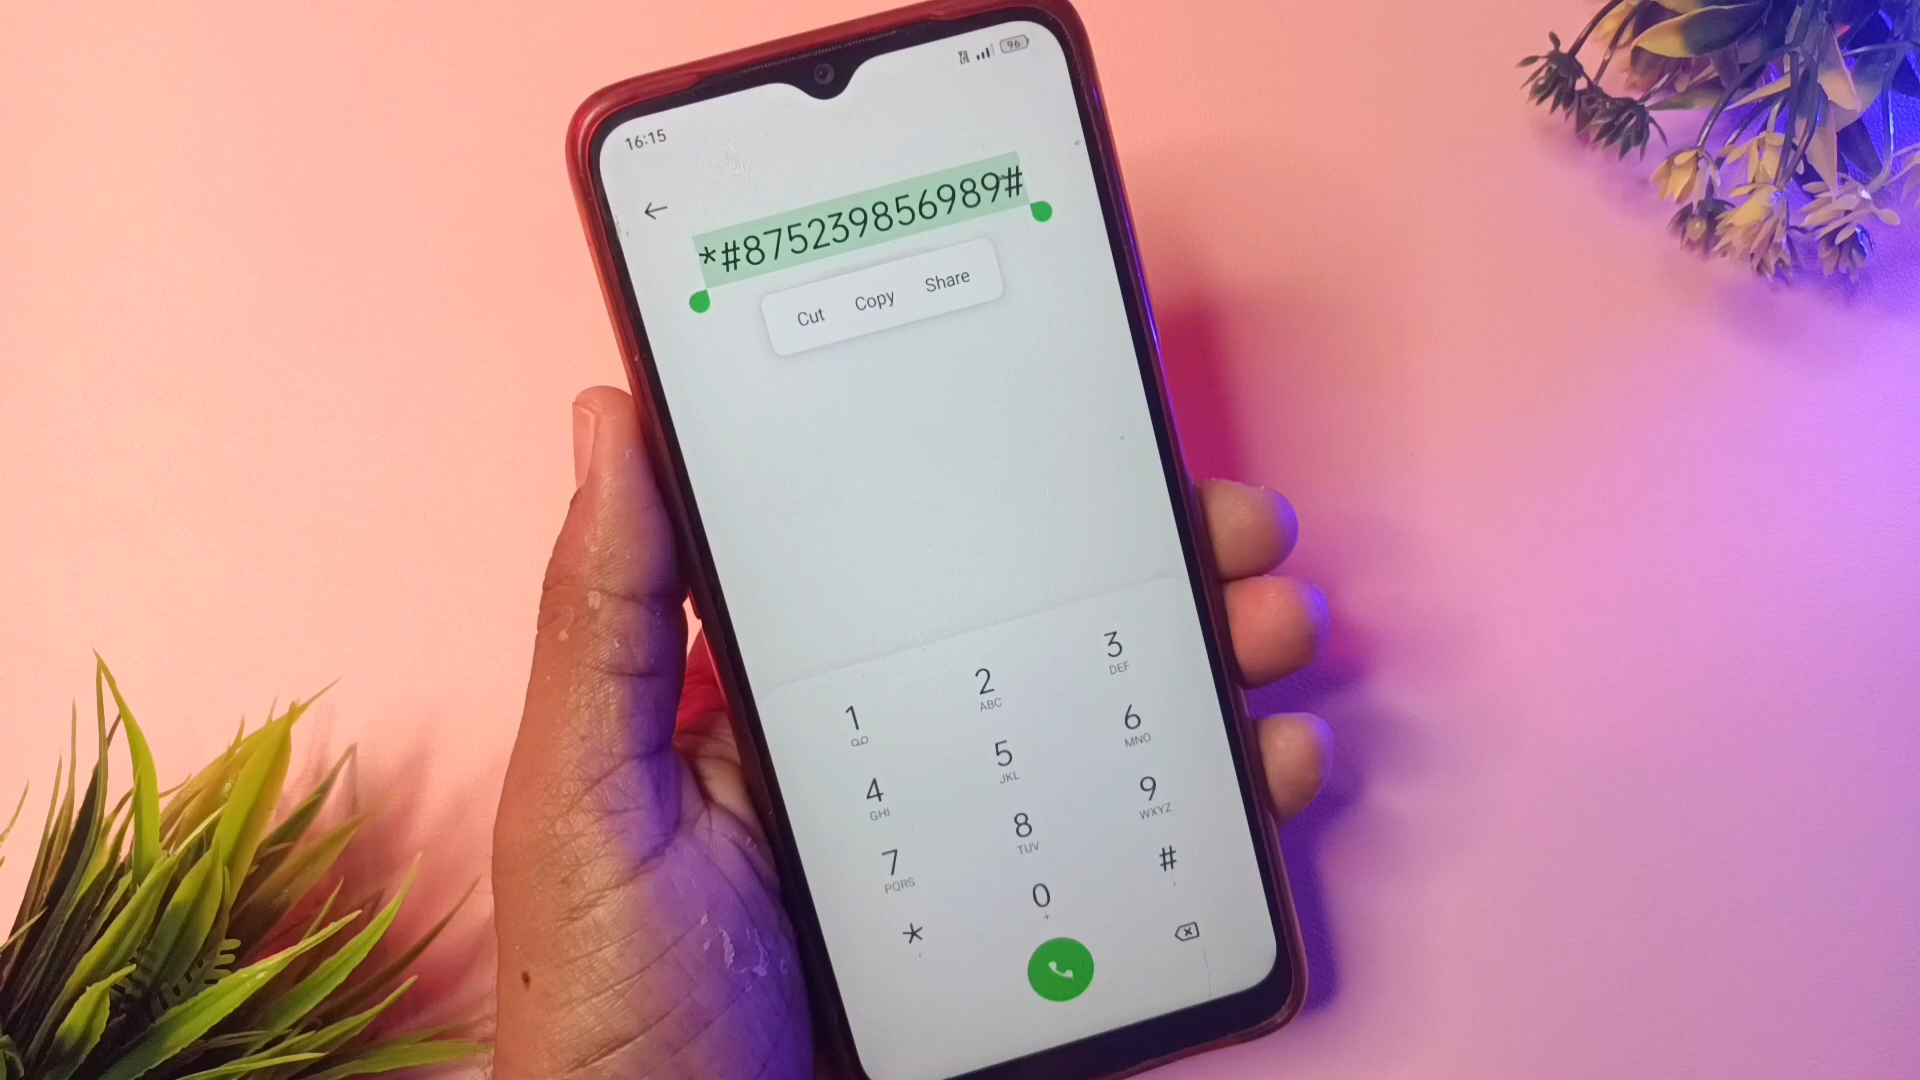 16:15
96
*#875239856989#
Cut Copy Share
1 2 3
ABC DEF
4 5 6
GHI JKL MNO
7 8 9
PQRS TUV WXYZ
* 0 #
+